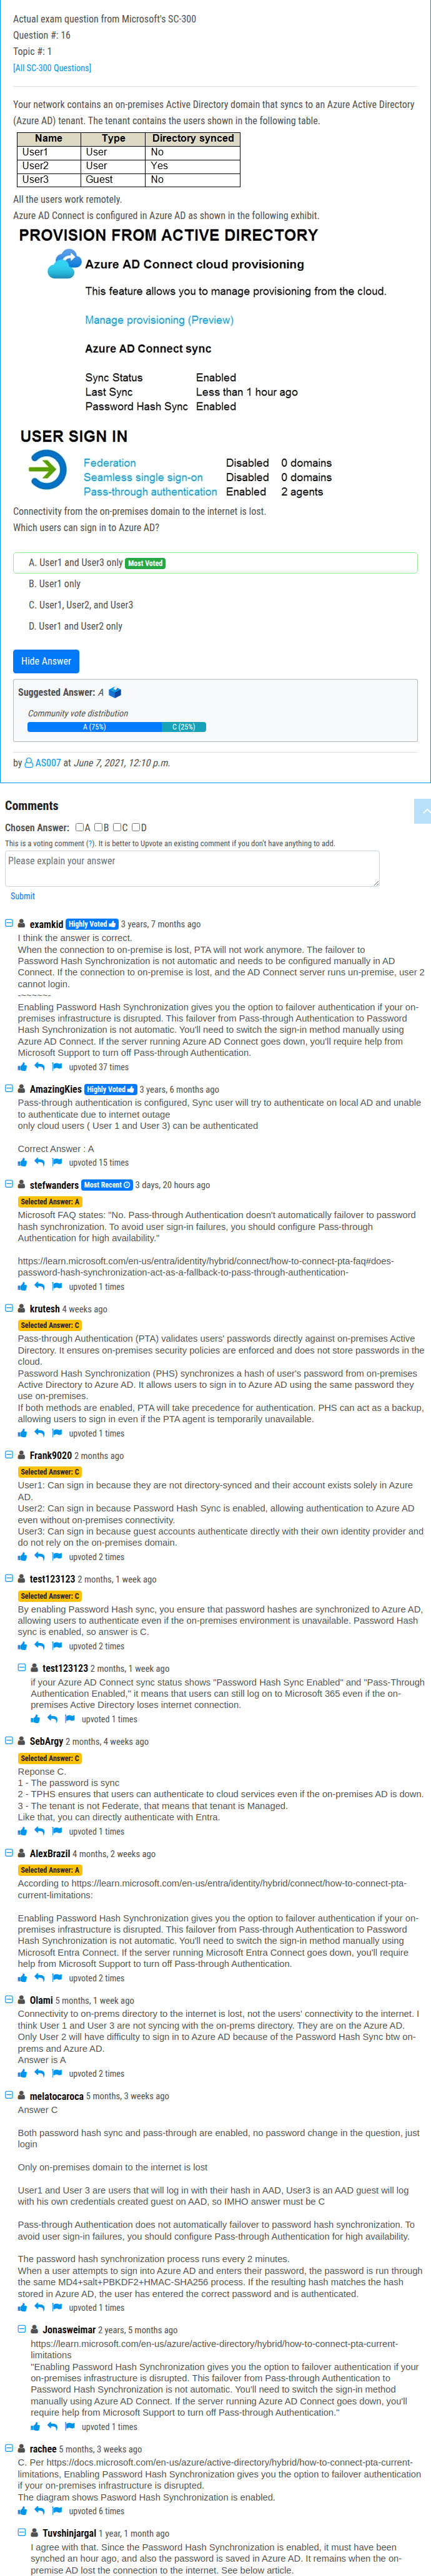 Actual exam question from Microsoft's SC-300
Question #: 16
Topic #: 1
[All SC-300 Questions]
Your network contains an on-premises Active Directory domain that syncs to an Azure Active Directory
(Azure AD) tenant. The tenant contains the users shown in the following table.
Name Type Directory synced
User1 User No
User2 User Yes
User3 Guest No
All the users work remotely.
Azure AD Connect is configured in Azure AD as shown in the following exhibit.
PROVISION FROM ACTIVE DIRECTORY
Azure AD Connect cloud provisioning
This feature allows you to manage provisioning from the cloud.
Manage provisioning (Preview)
Azure AD Connect sync
Sync Status Enabled
Last Sync Less than 1 hour ago
Password Hash Sync Enabled
USER SIGN IN
Federation Disabled 0 domains
Seamless single sign-on Disabled 0 domains
Pass-through authentication Enabled 2 agents
Connectivity from the on-premises domain to the internet is lost.
Which users can sign in to Azure AD?
A. User1 and User3 only Most Voted
B. User1 only
C. User1, User2, and User3
D. User1 and User2 only
Hide Answer
Suggested Answer: A
Community vote distribution
A (75%) C (25%)
by AS007 at June 7, 2021, 12:10 p.m.
Comments
Chosen Answer: A B C D
This is a voting comment (?). It is better to Upvote an existing comment if you don't have anything to add.
Please explain your answer
Submit
examkid Highly Voted 3 years, 7 months ago
I think the answer is correct.
When the connection to on-premise is lost, PTA will not work anymore. The failover to
Password Hash Synchronization is not automatic and needs to be configured manually in AD
Connect. If the connection to on-premise is lost, and the AD Connect server runs un-premise, user 2
cannot login.
-~~~~~~-
Enabling Password Hash Synchronization gives you the option to failover authentication if your on-
premises infrastructure is disrupted. This failover from Pass-through Authentication to Password
Hash Synchronization is not automatic. You'll need to switch the sign-in method manually using
Azure AD Connect. If the server running Azure AD Connect goes down, you'll require help from
Microsoft Support to turn off Pass-through Authentication.
upvoted 37 times
AmazingKies Highly Voted 3 years, 6 months ago
Pass-through authentication is configured, Sync user will try to authenticate on local AD and unable
to authenticate due to internet outage
only cloud users ( User 1 and User 3) can be authenticated
Correct Answer : A
upvoted 15 times
stefwanders Most Recent 3 days, 20 hours ago
Selected Answer: A
Microsoft FAQ states: "No. Pass-through Authentication doesn't automatically failover to password
hash synchronization. To avoid user sign-in failures, you should configure Pass-through
Authentication for high availability."
https://learn.microsoft.com/en-us/entra/identity/hybrid/connect/how-to-connect-pta-faq#does-
password-hash-synchronization-act-as-a-fallback-to-pass-through-authentication-
upvoted 1 times
krutesh 4 weeks ago
Selected Answer: C
Pass-through Authentication (PTA) validates users' passwords directly against on-premises Active
Directory. It ensures on-premises security policies are enforced and does not store passwords in the
cloud.
Password Hash Synchronization (PHS) synchronizes a hash of user's password from on-premises
Active Directory to Azure AD. It allows users to sign in to Azure AD using the same password they
use on-premises.
If both methods are enabled, PTA will take precedence for authentication. PHS can act as a backup,
allowing users to sign in even if the PTA agent is temporarily unavailable.
upvoted 1 times
Frank9020 2 months ago
Selected Answer: C
User1: Can sign in because they are not directory-synced and their account exists solely in Azure
AD.
User2: Can sign in because Password Hash Sync is enabled, allowing authentication to Azure AD
even without on-premises connectivity.
User3: Can sign in because guest accounts authenticate directly with their own identity provider and
do not rely on the on-premises domain.
upvoted 2 times
test123123 2 months, 1 week ago
Selected Answer: C
By enabling Password Hash sync, you ensure that password hashes are synchronized to Azure AD,
allowing users to authenticate even if the on-premises environment is unavailable. Password Hash
sync is enabled, so answer is C.
upvoted 2 times
test123123 2 months, 1 week ago
if your Azure AD Connect sync status shows "Password Hash Sync Enabled" and "Pass-Through
Authentication Enabled," it means that users can still log on to Microsoft 365 even if the on-
premises Active Directory loses internet connection.
upvoted 1 times
SebArgy 2 months, 4 weeks ago
Selected Answer: C
Reponse C.
1 - The password is sync
2 - TPHS ensures that users can authenticate to cloud services even if the on-premises AD is down.
3 - The tenant is not Federate, that means that tenant is Managed.
Like that, you can directly authenticate with Entra.
upvoted 1 times
AlexBrazil 4 months, 2 weeks ago
Selected Answer: A
According to https://learn.microsoft.com/en-us/entra/identity/hybrid/connect/how-to-connect-pta-
current-limitations:
Enabling Password Hash Synchronization gives you the option to failover authentication if your on-
premises infrastructure is disrupted. This failover from Pass-through Authentication to Password
Hash Synchronization is not automatic. You'll need to switch the sign-in method manually using
Microsoft Entra Connect. If the server running Microsoft Entra Connect goes down, you'll require
help from Microsoft Support to turn off Pass-through Authentication.
upvoted 2 times
Olami 5 months, 1 week ago
Connectivity to on-prems directory to the internet is lost, not the users' connectivity to the internet. I
think User 1 and User 3 are not syncing with the on-prems directory. They are on the Azure AD.
Only User 2 will have difficulty to sign in to Azure AD because of the Password Hash Sync btw on-
prems and Azure AD.
Answer is A
upvoted 2 times
melatocaroca 5 months, 3 weeks ago
Answer C
Both password hash sync and pass-through are enabled, no password change in the question, just
login
Only on-premises domain to the internet is lost
User1 and User 3 are users that will log in with their hash in AAD, User3 is an AAD guest will log
with his own credentials created guest on AAD, so IMHO answer must be C
Pass-through Authentication does not automatically failover to password hash synchronization. To
avoid user sign-in failures, you should configure Pass-through Authentication for high availability.
The password hash synchronization process runs every 2 minutes.
When a user attempts to sign into Azure AD and enters their password, the password is run through
the same MD4+salt+PBKDF2+HMAC-SHA256 process. If the resulting hash matches the hash
stored in Azure AD, the user has entered the correct password and is authenticated.
upvoted 1 times
Jonasweimar 2 years, 5 months ago
https://learn.microsoft.com/en-us/azure/active-directory/hybrid/how-to-connect-pta-current-
limitations
"Enabling Password Hash Synchronization gives you the option to failover authentication if your
on-premises infrastructure is disrupted. This failover from Pass-through Authentication to
Password Hash Synchronization is not automatic. You'll need to switch the sign-in method
manually using Azure AD Connect. If the server running Azure AD Connect goes down, you'll
require help from Microsoft Support to turn off Pass-through Authentication."
upvoted 1 times
rachee 5 months, 3 weeks ago
C. Per https://docs.microsoft.com/en-us/azure/active-directory/hybrid/how-to-connect-pta-current-
limitations, Enabling Password Hash Synchronization gives you the option to failover authentication
if your on-premises infrastructure is disrupted.
The diagram shows Pasword Hash Synchronization is enabled.
upvoted 6 times
Tuvshinjargal 1 year, 1 month ago
I agree with that. Since the Password Hash Synchronization is enabled, it must have been
synched an hour ago, and also the password is saved in Azure AD. It remains when the on-
premise AD lost the connection to the internet. See below article.